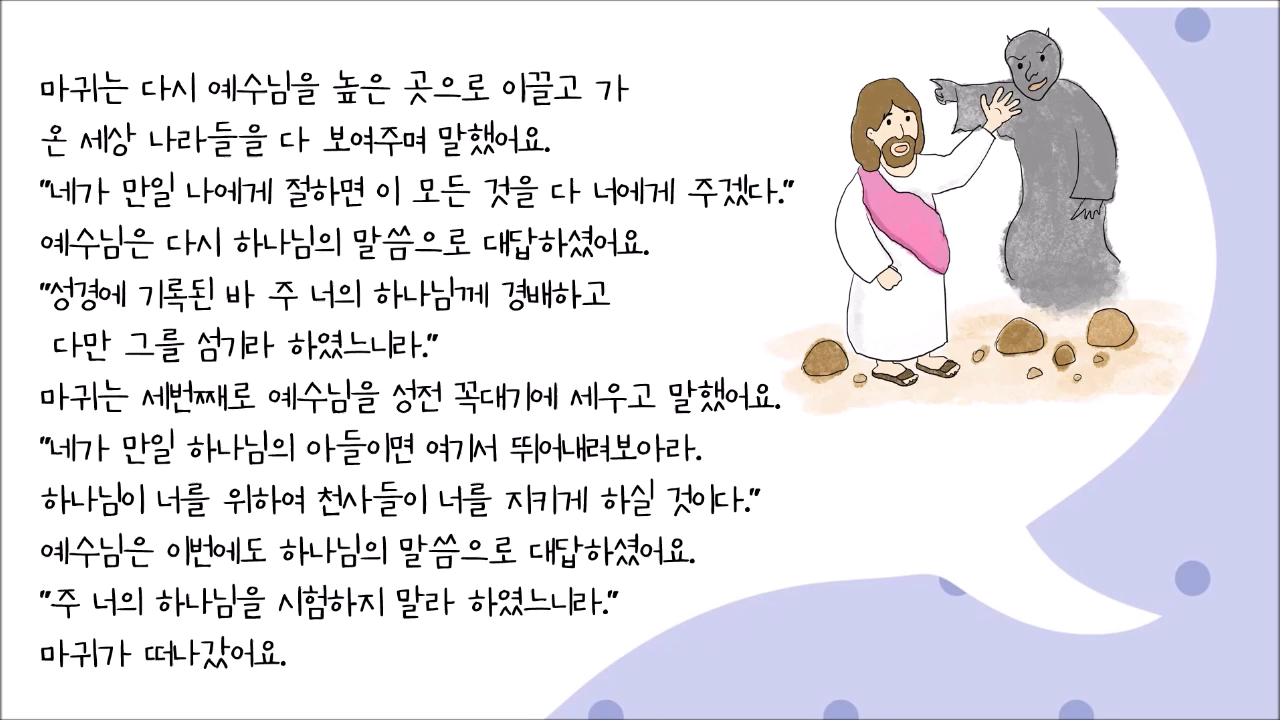 마귀는 다시 예수님을 높은 곳으로 이끌고 가
온 세상 나라들을 다 보여주며 말했어요.
"네가 만일 나에게 절하면 이 모든 것을 다 너에게 주겠다."
예수님은 다시 하나님의 말씀으로 대답하셨어요.
"성경에 기록된 바 주 너의 하나님께 경배하고
다만 그를 섬기라 하였느니라."
마귀는 세번째로 예수님을 성전 꼭대기에 세우고 말했어요.
"네가 만일 하나님의 아들이면 여기서 뛰어내려보아라.
하나님이 너를 위하여 천사들이 너를 지키게 하실 것이다."
예수님은 이번에도 하나님의 말씀으로 대답하셨어요.
"주 너의 하나님을 시험하지 말라 하였느니라."
마귀가 떠나갔어요.